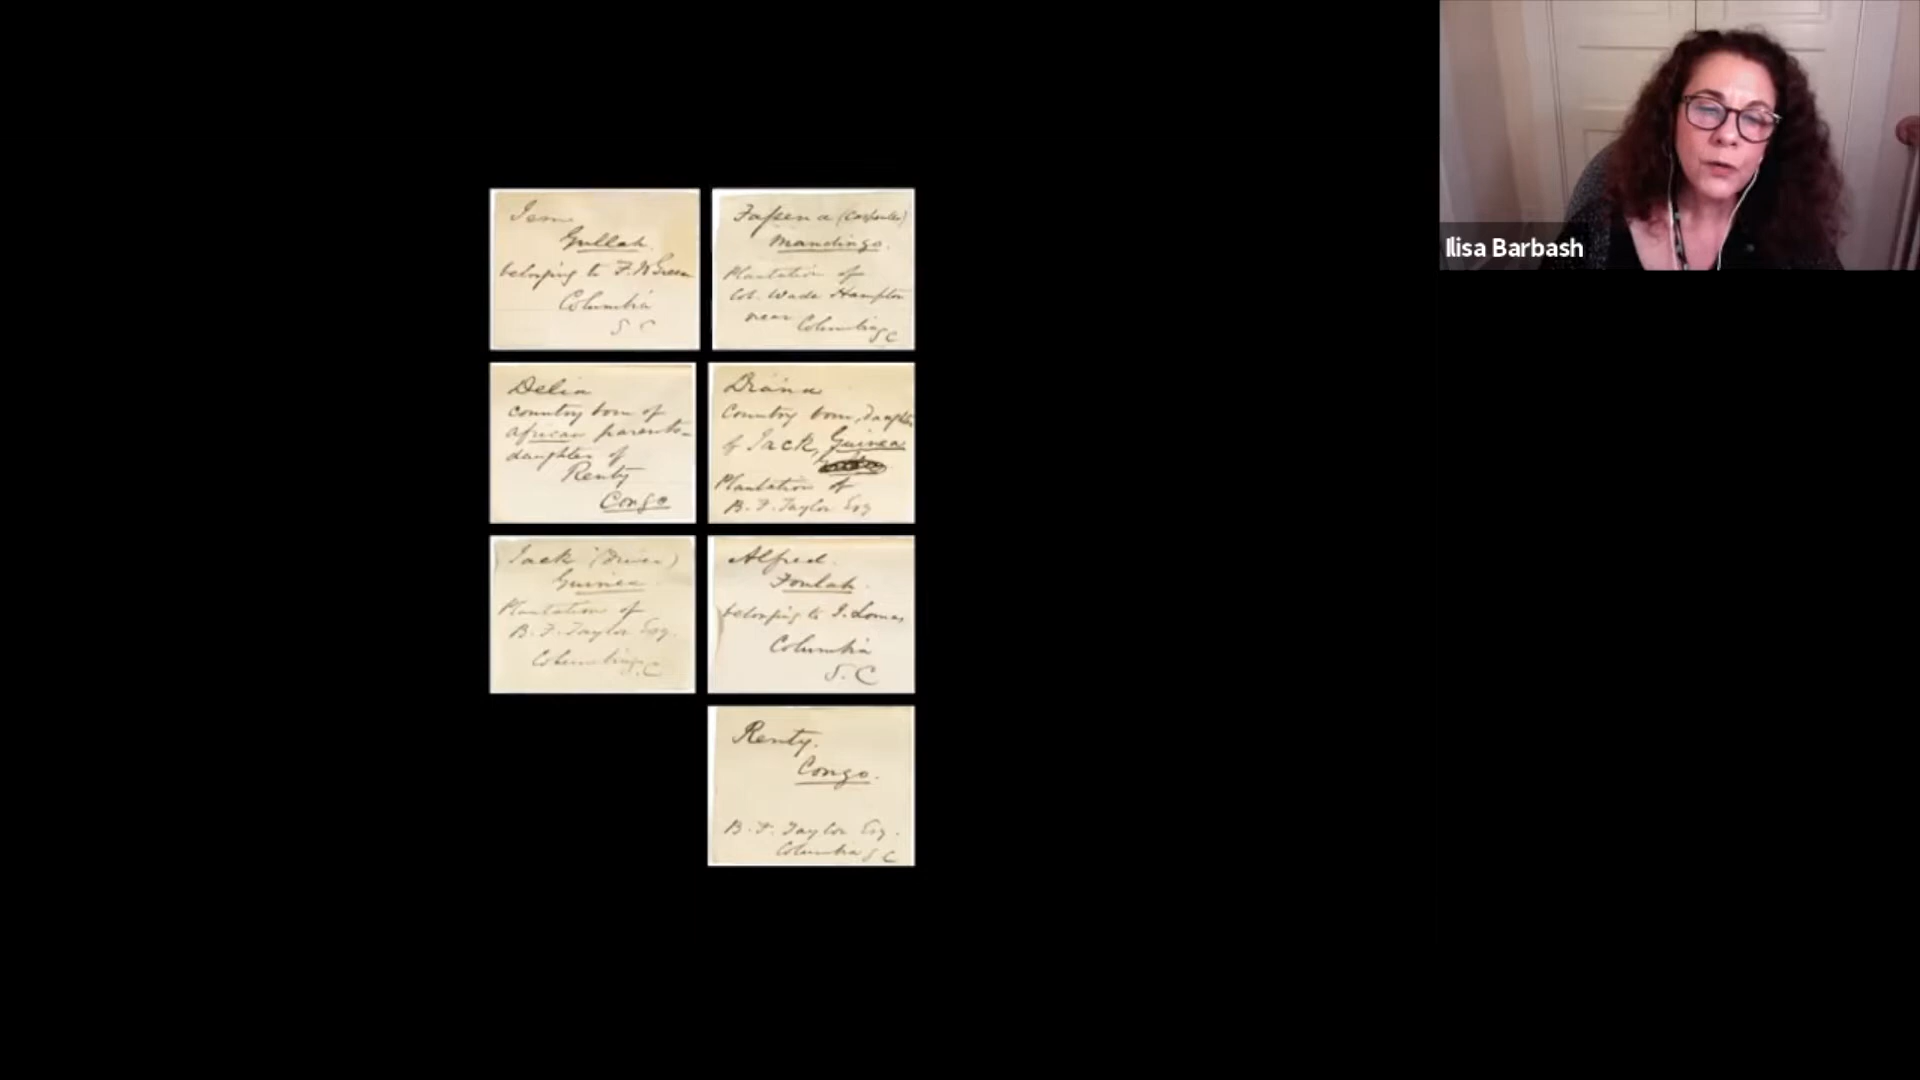 Jem
Gullah.
belonging to F. N Green
Columbia
S C
Fassena (Carpenter)
Mandingo.
Plantation of
Col. Wade Hampton
near Columbia S C
Delia
country born of
african parents
daughter of
Renty
Congo
Drana
Country born, daughter
of Jack, Guinea
Plantation of
B. F. Taylor Esq
Jack (Driver)
Guinea
Plantation of
B. F. Taylor Esq.
Columbia S. C
Alfred.
Foulah.
belonging to I. Lomas
Columbia
S. C
Renty.
Congo.
B. F. Taylor Esq.
Columbia S C
Ilisa Barbash